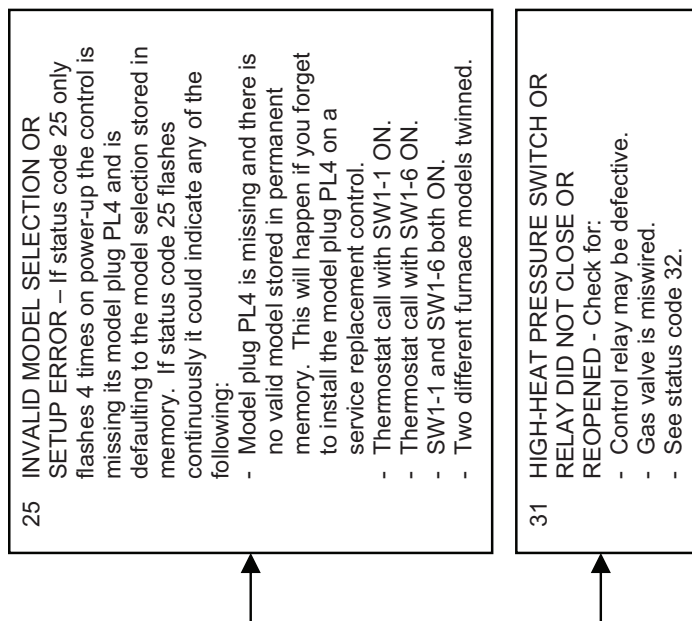 25 INVALID MODEL SELECTION OR
SETUP ERROR – If status code 25 only
flashes 4 times on power-up the control is
missing its model plug PL4 and is
defaulting to the model selection stored in
memory. If status code 25 flashes
continuously it could indicate any of the
following:
- Model plug PL4 is missing and there is
no valid model stored in permanent
memory. This will happen if you forget
to install the model plug PL4 on a
service replacement control.
- Thermostat call with SW1-1 ON.
- Thermostat call with SW1-6 ON.
- SW1-1 and SW1-6 both ON.
- Two different furnace models twinned.
31 HIGH-HEAT PRESSURE SWITCH OR
RELAY DID NOT CLOSE OR
REOPENED - Check for:
- Control relay may be defective.
- Gas valve is miswired.
- See status code 32.